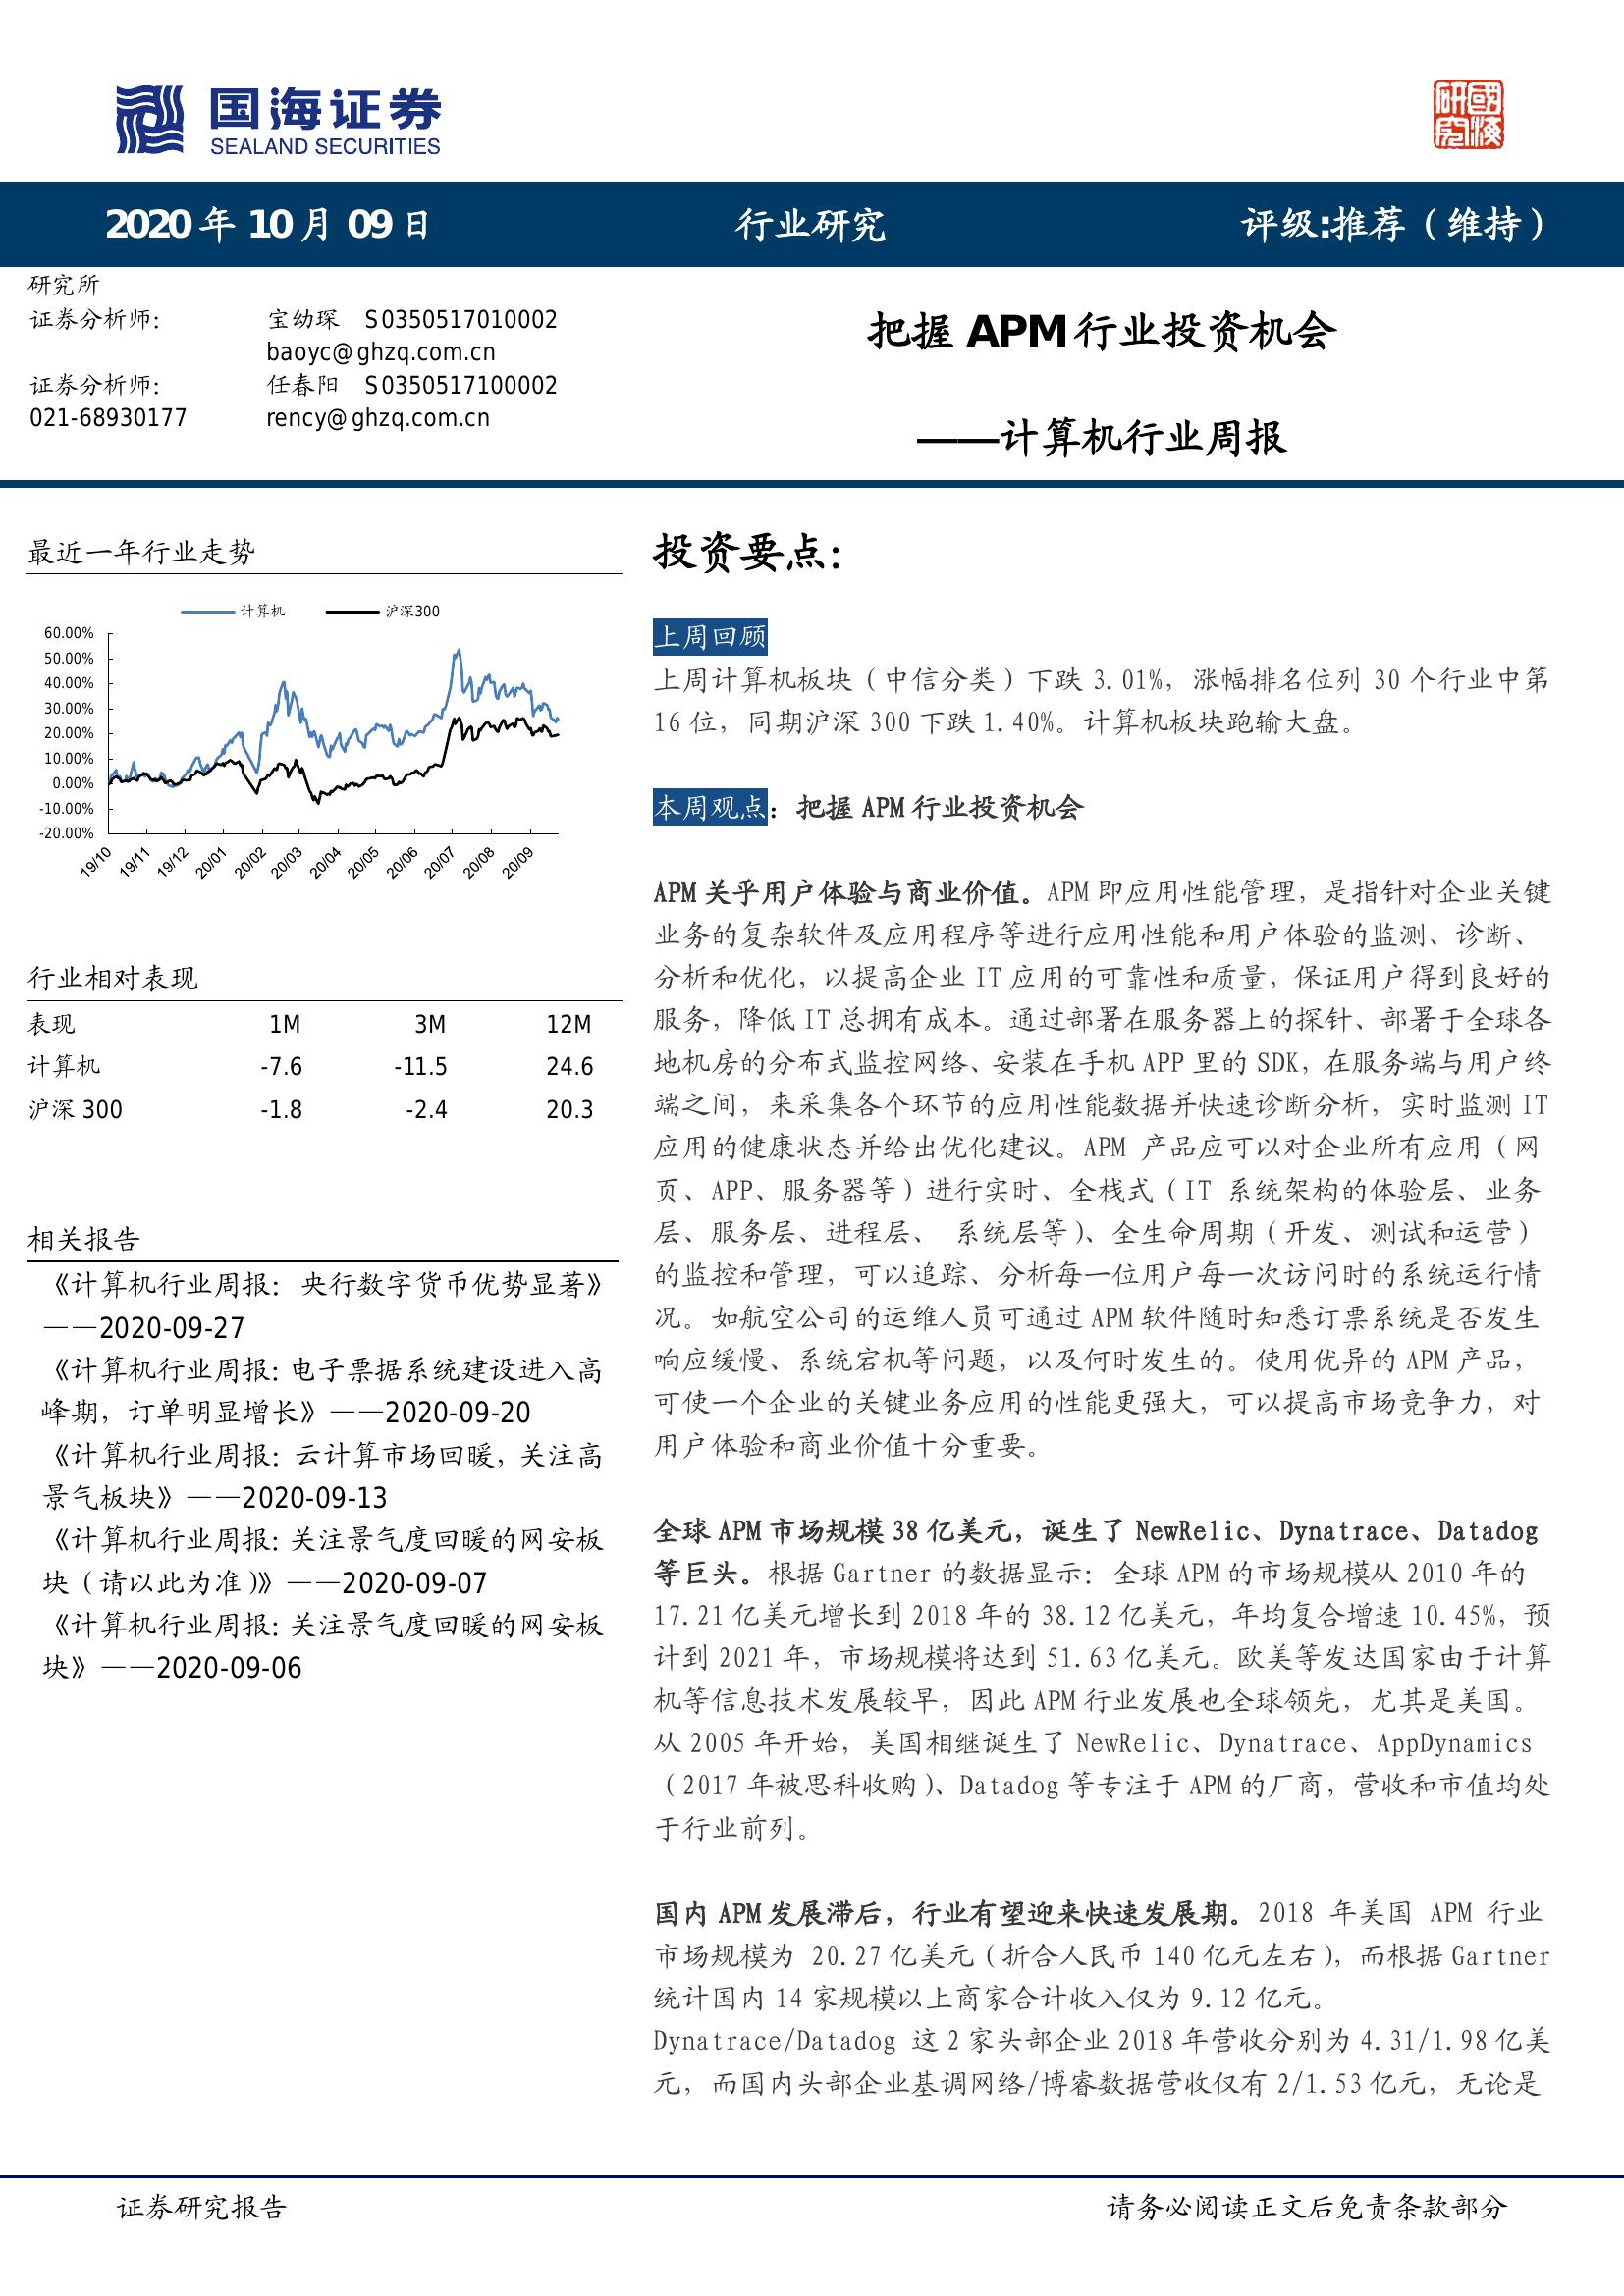 国海证券
SEALAND SECURITIES
研國
究海
2020 年 10 月 09 日
行业研究
评级:推荐（维持）
研究所
证券分析师: 宝幼琛 S0350517010002
baoyc@ghzq.com.cn
证券分析师: 任春阳 S0350517100002
021-68930177 rency@ghzq.com.cn
把握 APM 行业投资机会
——计算机行业周报
最近一年行业走势
计算机 沪深300
60.00%
50.00%
40.00%
30.00%
20.00%
10.00%
0.00%
-10.00%
-20.00%
19/10 19/11 19/12 20/01 20/02 20/03 20/04 20/05 20/06 20/07 20/08 20/09
行业相对表现
表现 1M 3M 12M
计算机 -7.6 -11.5 24.6
沪深 300 -1.8 -2.4 20.3
相关报告
《计算机行业周报：央行数字货币优势显著》
——2020-09-27
《计算机行业周报：电子票据系统建设进入高
峰期，订单明显增长》——2020-09-20
《计算机行业周报：云计算市场回暖，关注高
景气板块》——2020-09-13
《计算机行业周报：关注景气度回暖的网安板
块（请以此为准）》——2020-09-07
《计算机行业周报：关注景气度回暖的网安板
块》——2020-09-06
投资要点：
上周回顾
上周计算机板块（中信分类）下跌 3.01%，涨幅排名位列 30 个行业中第
16 位，同期沪深 300 下跌 1.40%。计算机板块跑输大盘。
本周观点：把握 APM 行业投资机会
APM 关乎用户体验与商业价值。APM 即应用性能管理，是指针对企业关键
业务的复杂软件及应用程序等进行应用性能和用户体验的监测、诊断、
分析和优化，以提高企业 IT 应用的可靠性和质量，保证用户得到良好的
服务，降低 IT 总拥有成本。通过部署在服务器上的探针、部署于全球各
地机房的分布式监控网络、安装在手机 APP 里的 SDK，在服务端与用户终
端之间，来采集各个环节的应用性能数据并快速诊断分析，实时监测 IT
应用的健康状态并给出优化建议。APM 产品应可以对企业所有应用（网
页、APP、服务器等）进行实时、全栈式（IT 系统架构的体验层、业务
层、服务层、进程层、 系统层等）、全生命周期（开发、测试和运营）
的监控和管理，可以追踪、分析每一位用户每一次访问时的系统运行情
况。如航空公司的运维人员可通过 APM 软件随时知悉订票系统是否发生
响应缓慢、系统宕机等问题，以及何时发生的。使用优异的 APM 产品，
可使一个企业的关键业务应用的性能更强大，可以提高市场竞争力，对
用户体验和商业价值十分重要。
全球 APM 市场规模 38 亿美元，诞生了 NewRelic、Dynatrace、Datadog
等巨头。根据 Gartner 的数据显示：全球 APM 的市场规模从 2010 年的
17.21 亿美元增长到 2018 年的 38.12 亿美元，年均复合增速 10.45%，预
计到 2021 年，市场规模将达到 51.63 亿美元。欧美等发达国家由于计算
机等信息技术发展较早，因此 APM 行业发展也全球领先，尤其是美国。
从 2005 年开始，美国相继诞生了 NewRelic、Dynatrace、AppDynamics
（2017 年被思科收购）、Datadog 等专注于 APM 的厂商，营收和市值均处
于行业前列。
国内 APM 发展滞后，行业有望迎来快速发展期。2018 年美国 APM 行业
市场规模为 20.27 亿美元（折合人民币 140 亿元左右），而根据 Gartner
统计国内 14 家规模以上商家合计收入仅为 9.12 亿元。
Dynatrace/Datadog 这 2 家头部企业 2018 年营收分别为 4.31/1.98 亿美
元，而国内头部企业基调网络/博睿数据营收仅有 2/1.53 亿元，无论是
证券研究报告
请务必阅读正文后免责条款部分